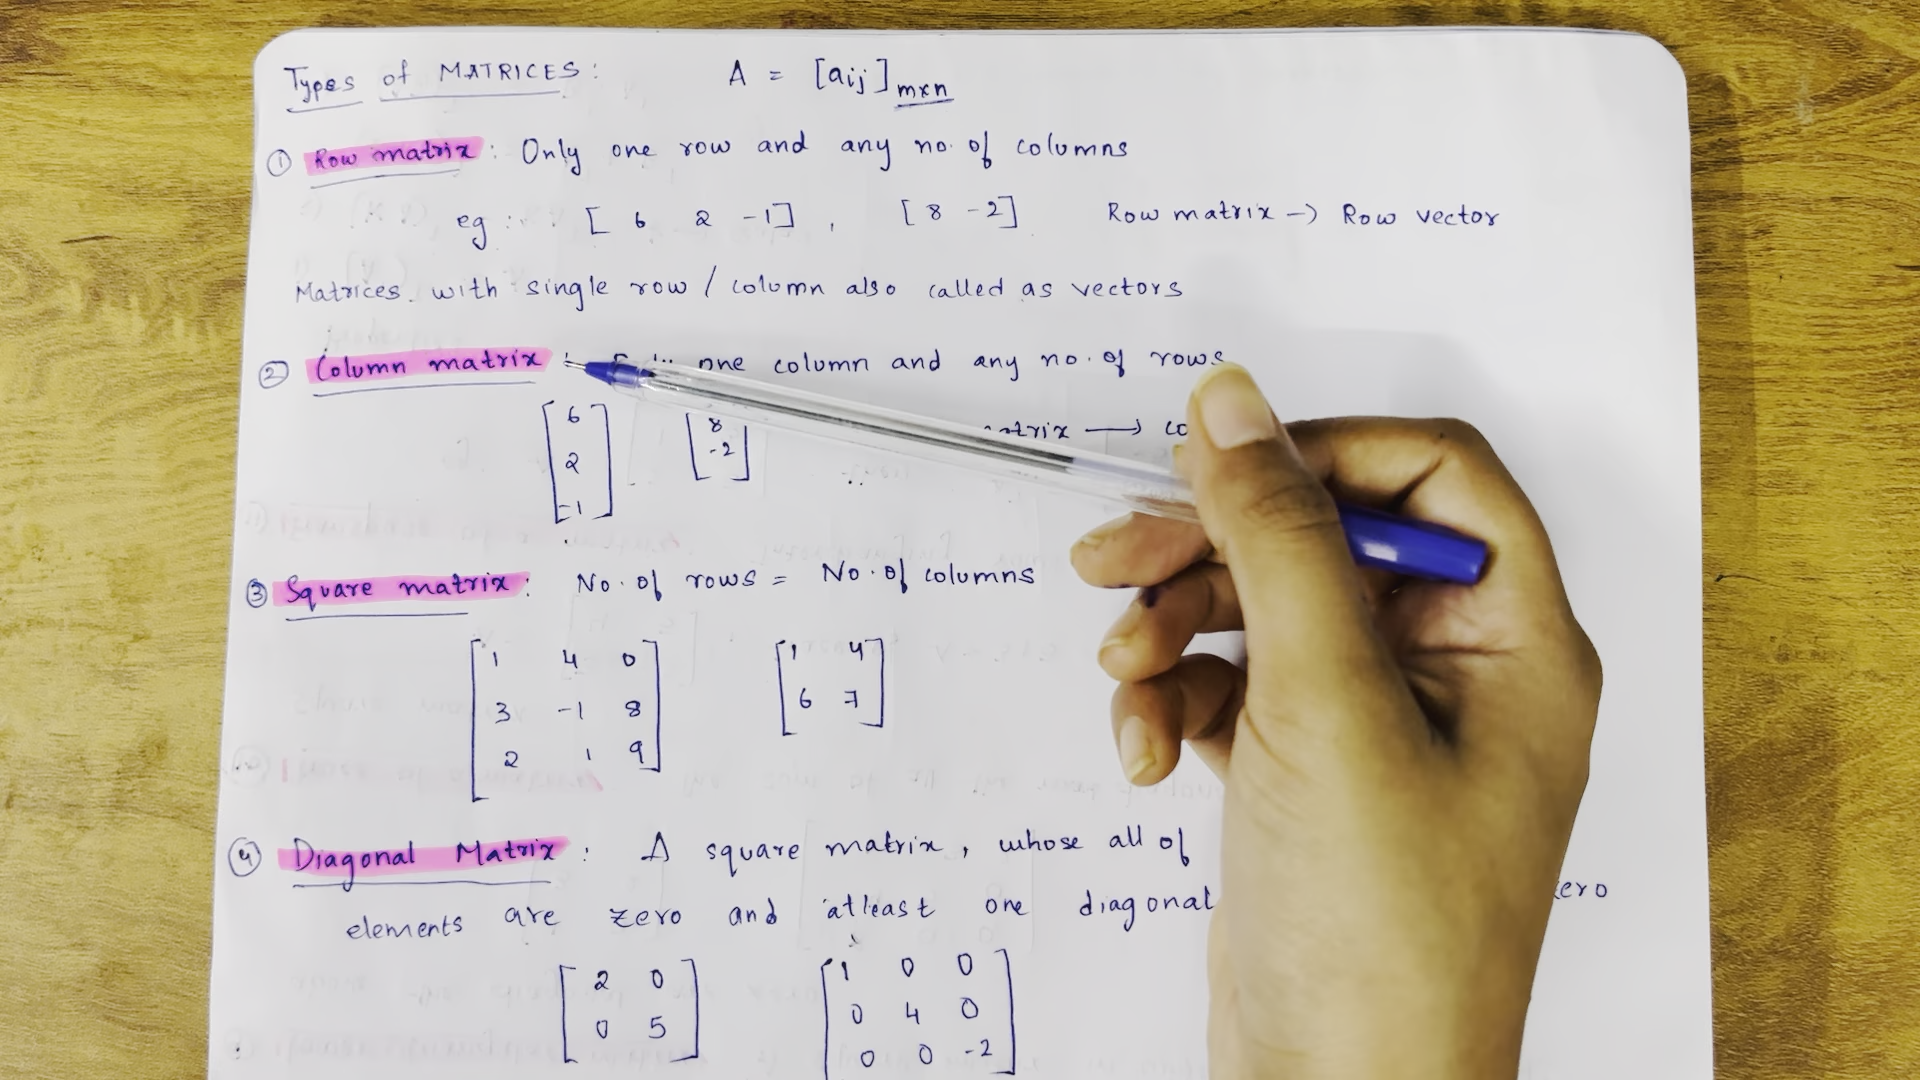 Types of MATRICES: A = [aij]mxn
① Row matrix: Only one row and any no. of columns
eg: [ 6 2 -1 ] , [ 8 -2 ] Row matrix -> Row vector
Matrices with single row / column also called as vectors
② Column matrix : one column and any no. of rows
6 8
2 -2
-1
③ Square matrix: No. of rows = No. of columns
1 4 0 1 4
3 -1 8 6 7
2 1 9
④ Diagonal Matrix: A square matrix, whose all of
elements are zero and atleast one diagonal
2 0 1 0 0
0 5 0 4 0
0 0 -2